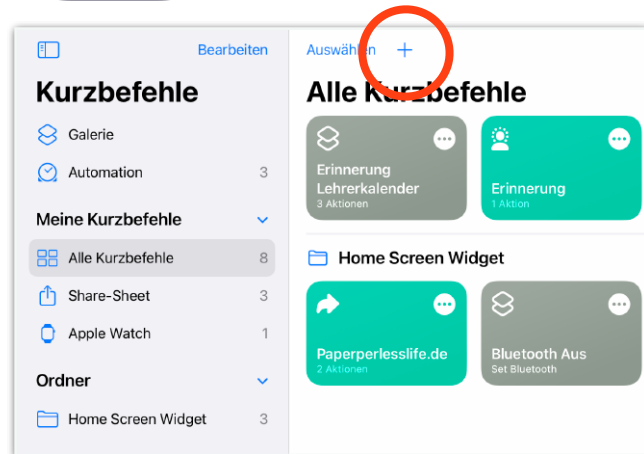 Bearbeiten
Kurzbefehle
Galerie
Automation 3
Meine Kurzbefehle
Alle Kurzbefehle 8
Share-Sheet 3
Apple Watch 1
Ordner
Home Screen Widget 3
Auswählen +
Alle Kurzbefehle
Erinnerung
Lehrerkalender
3 Aktionen
Erinnerung
1 Aktion
Home Screen Widget
Paperperlesslife.de
2 Aktionen
Bluetooth Aus
Set Bluetooth